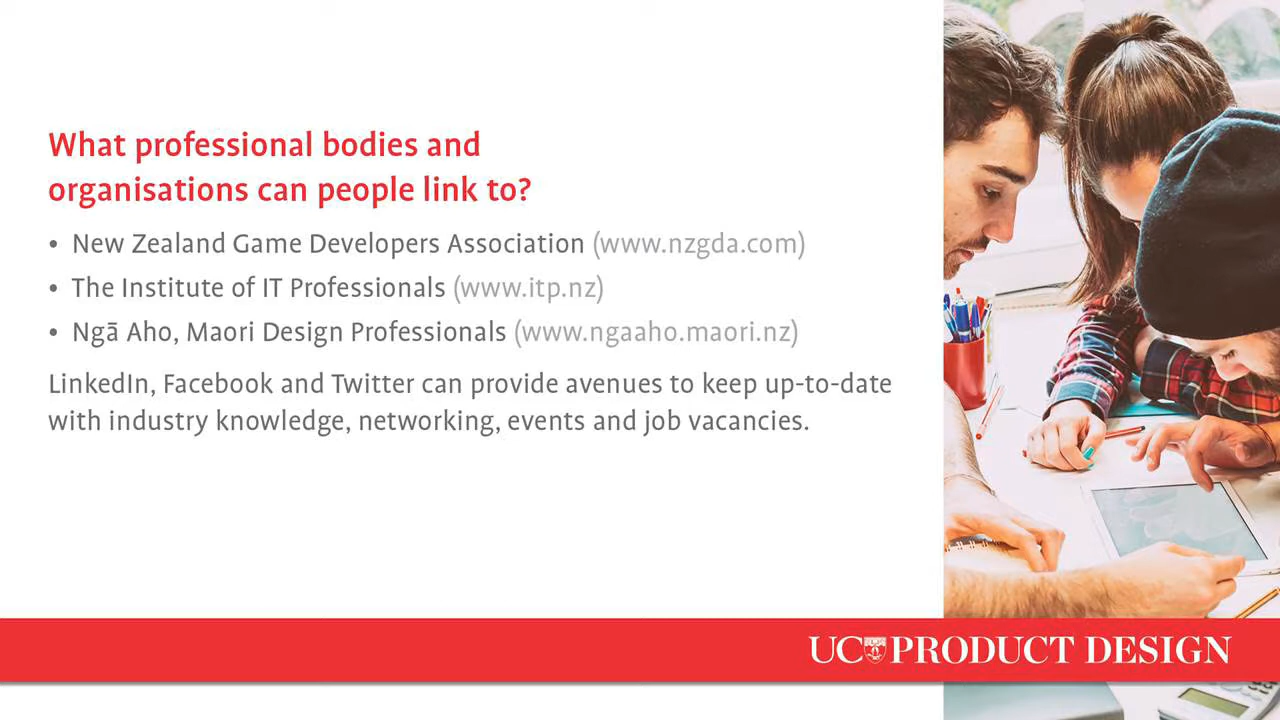 What professional bodies and
organisations can people link to?
• New Zealand Game Developers Association (www.nzgda.com)
• The Institute of IT Professionals (www.itp.nz)
• Ngā Aho, Maori Design Professionals (www.ngaaho.maori.nz)
LinkedIn, Facebook and Twitter can provide avenues to keep up-to-date
with industry knowledge, networking, events and job vacancies.
UC PRODUCT DESIGN